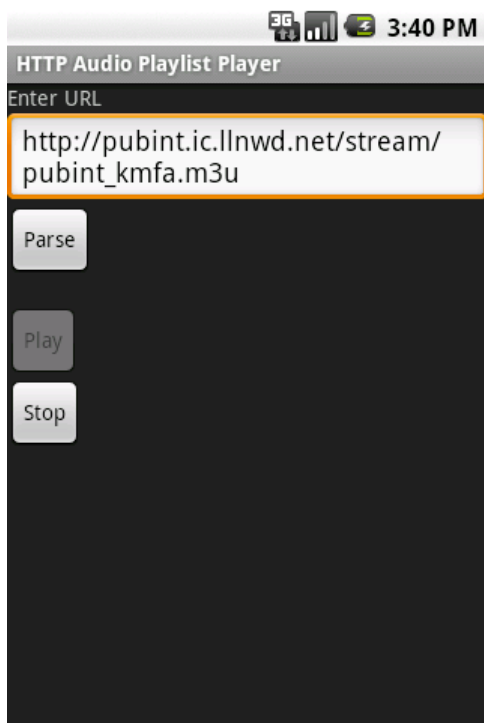 3G 3:40 PM
HTTP Audio Playlist Player
Enter URL
http://pubint.ic.llnwd.net/stream/
pubint_kmfa.m3u
Parse
Play
Stop